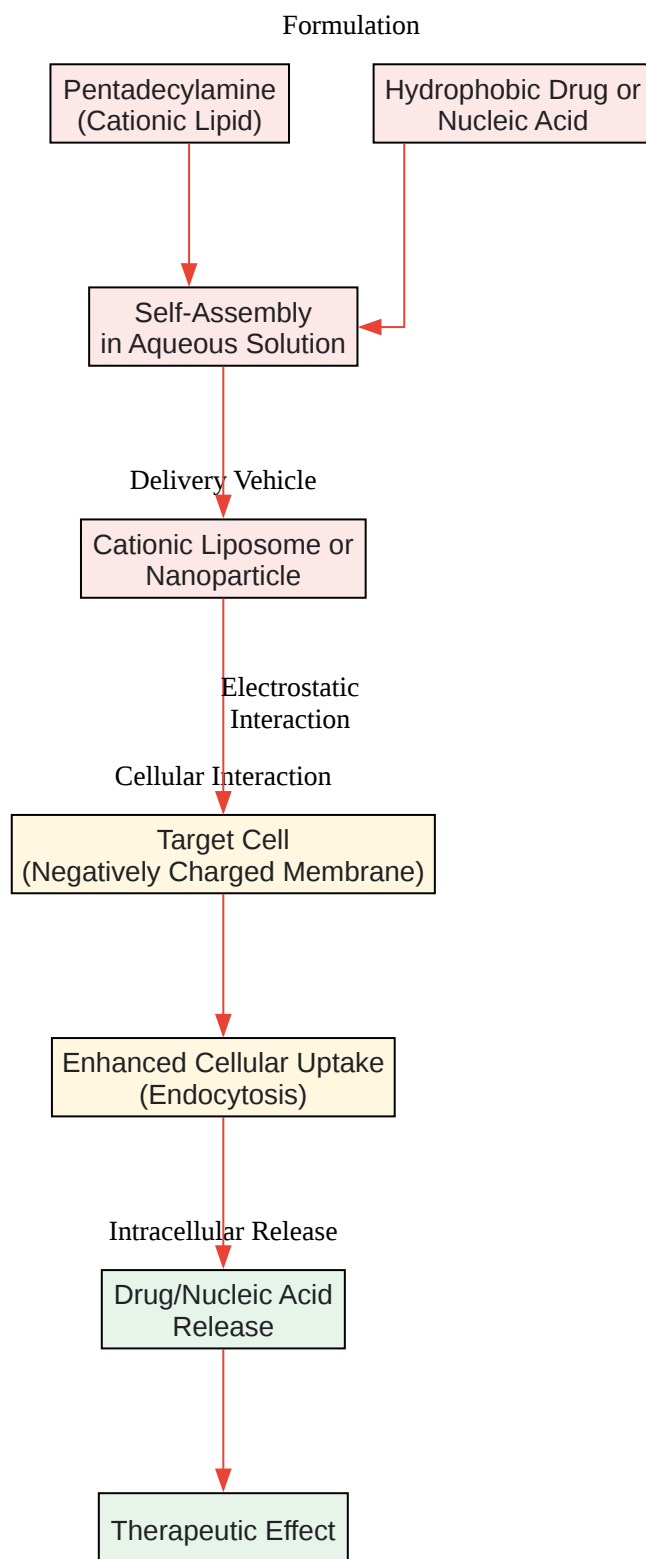 Formulation
Pentadecylamine
(Cationic Lipid)
Hydrophobic Drug or
Nucleic Acid
Self-Assembly
in Aqueous Solution
Delivery Vehicle
Cationic Liposome or
Nanoparticle
Electrostatic
Interaction
Cellular Interaction
Target Cell
(Negatively Charged Membrane)
Enhanced Cellular Uptake
(Endocytosis)
Intracellular Release
Drug/Nucleic Acid
Release
Therapeutic Effect